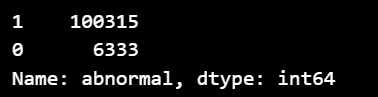 1    100315
0      6333
Name: abnormal, dtype: int64